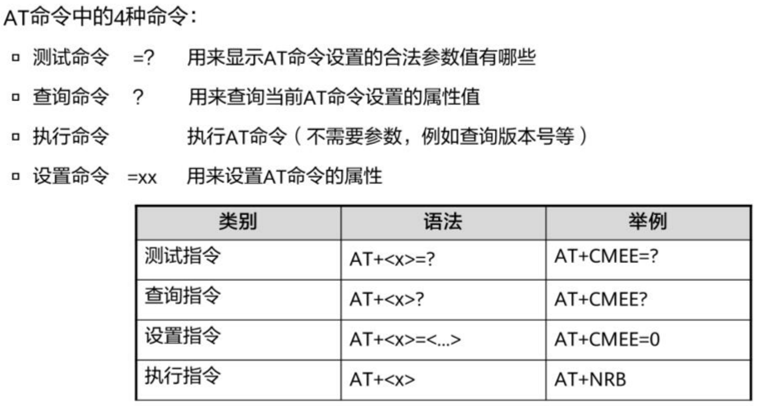 AT命令中的4种命令：
▫ 测试命令 =? 用来显示AT命令设置的合法参数值有哪些
▫ 查询命令 ? 用来查询当前AT命令设置的属性值
▫ 执行命令 执行AT命令（不需要参数，例如查询版本号等）
▫ 设置命令 =xx 用来设置AT命令的属性
类别 语法 举例
测试指令 AT+<x>=? AT+CMEE=?
查询指令 AT+<x>? AT+CMEE?
设置指令 AT+<x>=<...> AT+CMEE=0
执行指令 AT+<x> AT+NRB